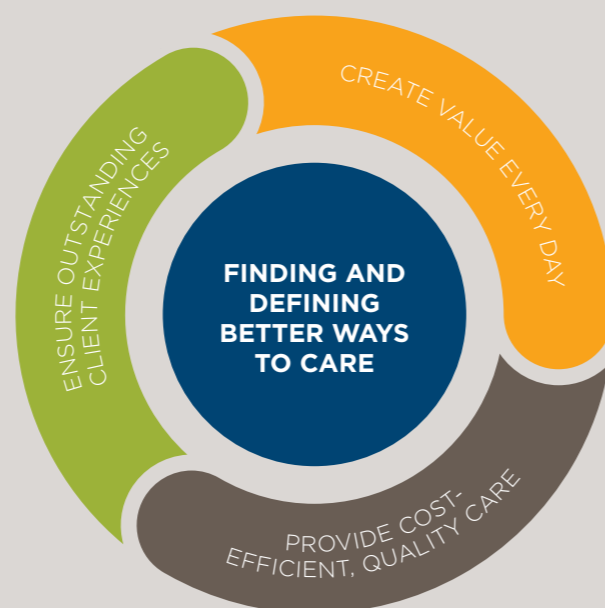 CREATE VALUE EVERY DAY
ENSURE OUTSTANDING
CLIENT EXPERIENCES
FINDING AND
DEFINING
BETTER WAYS
TO CARE
PROVIDE COST-
EFFICIENT, QUALITY CARE